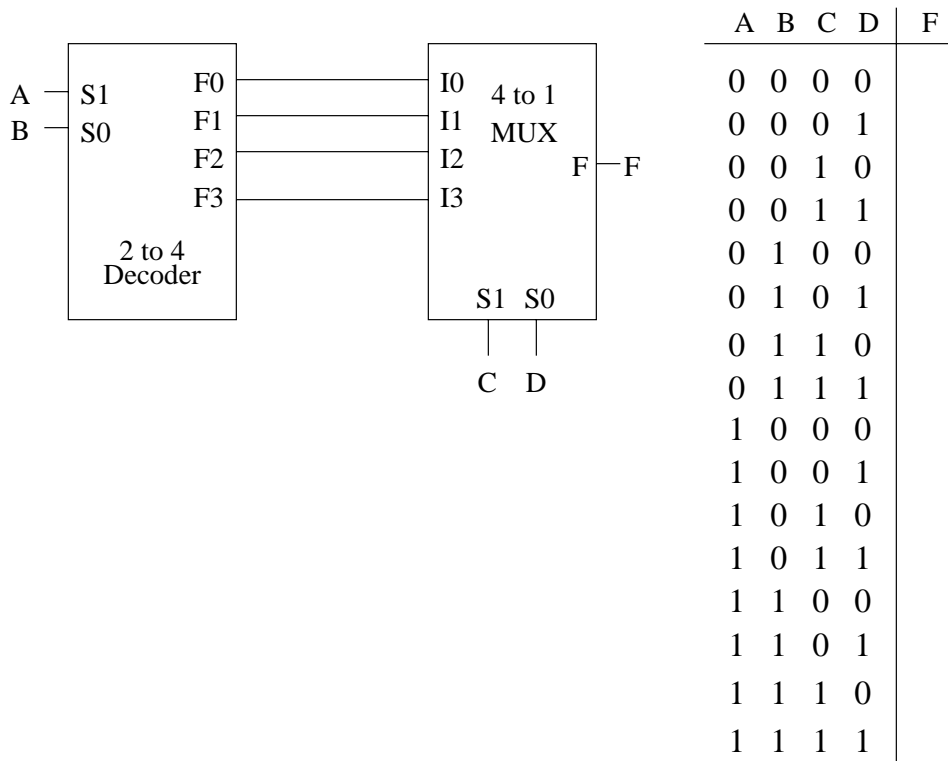 A
B
S1
S0
F0
F1
F2
F3
2 to 4
Decoder
I0
I1
I2
I3
4 to 1
MUX
F
F
S1 S0
C D
A B C D F
0 0 0 0
0 0 0 1
0 0 1 0
0 0 1 1
0 1 0 0
0 1 0 1
0 1 1 0
0 1 1 1
1 0 0 0
1 0 0 1
1 0 1 0
1 0 1 1
1 1 0 0
1 1 0 1
1 1 1 0
1 1 1 1